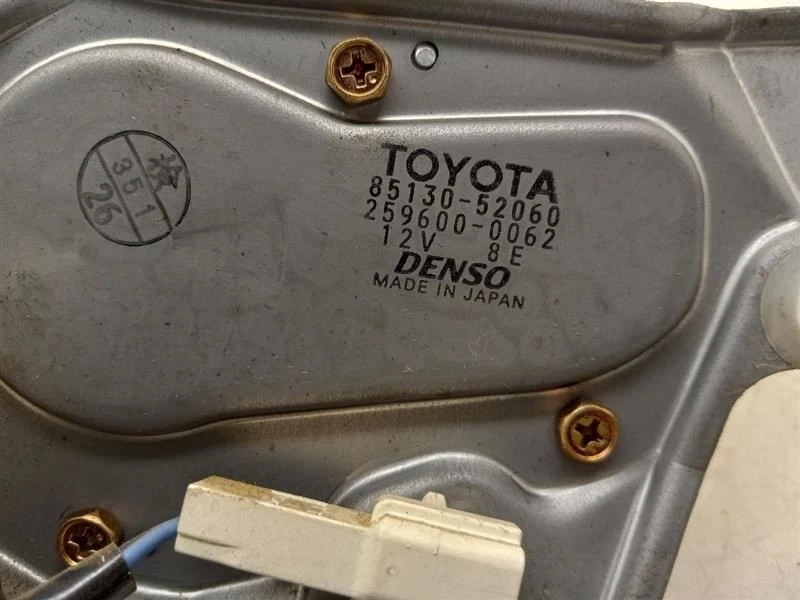 TOYOTA
85130-52060
259600-0062
12V 8E
DENSO
MADE IN JAPAN
351
26